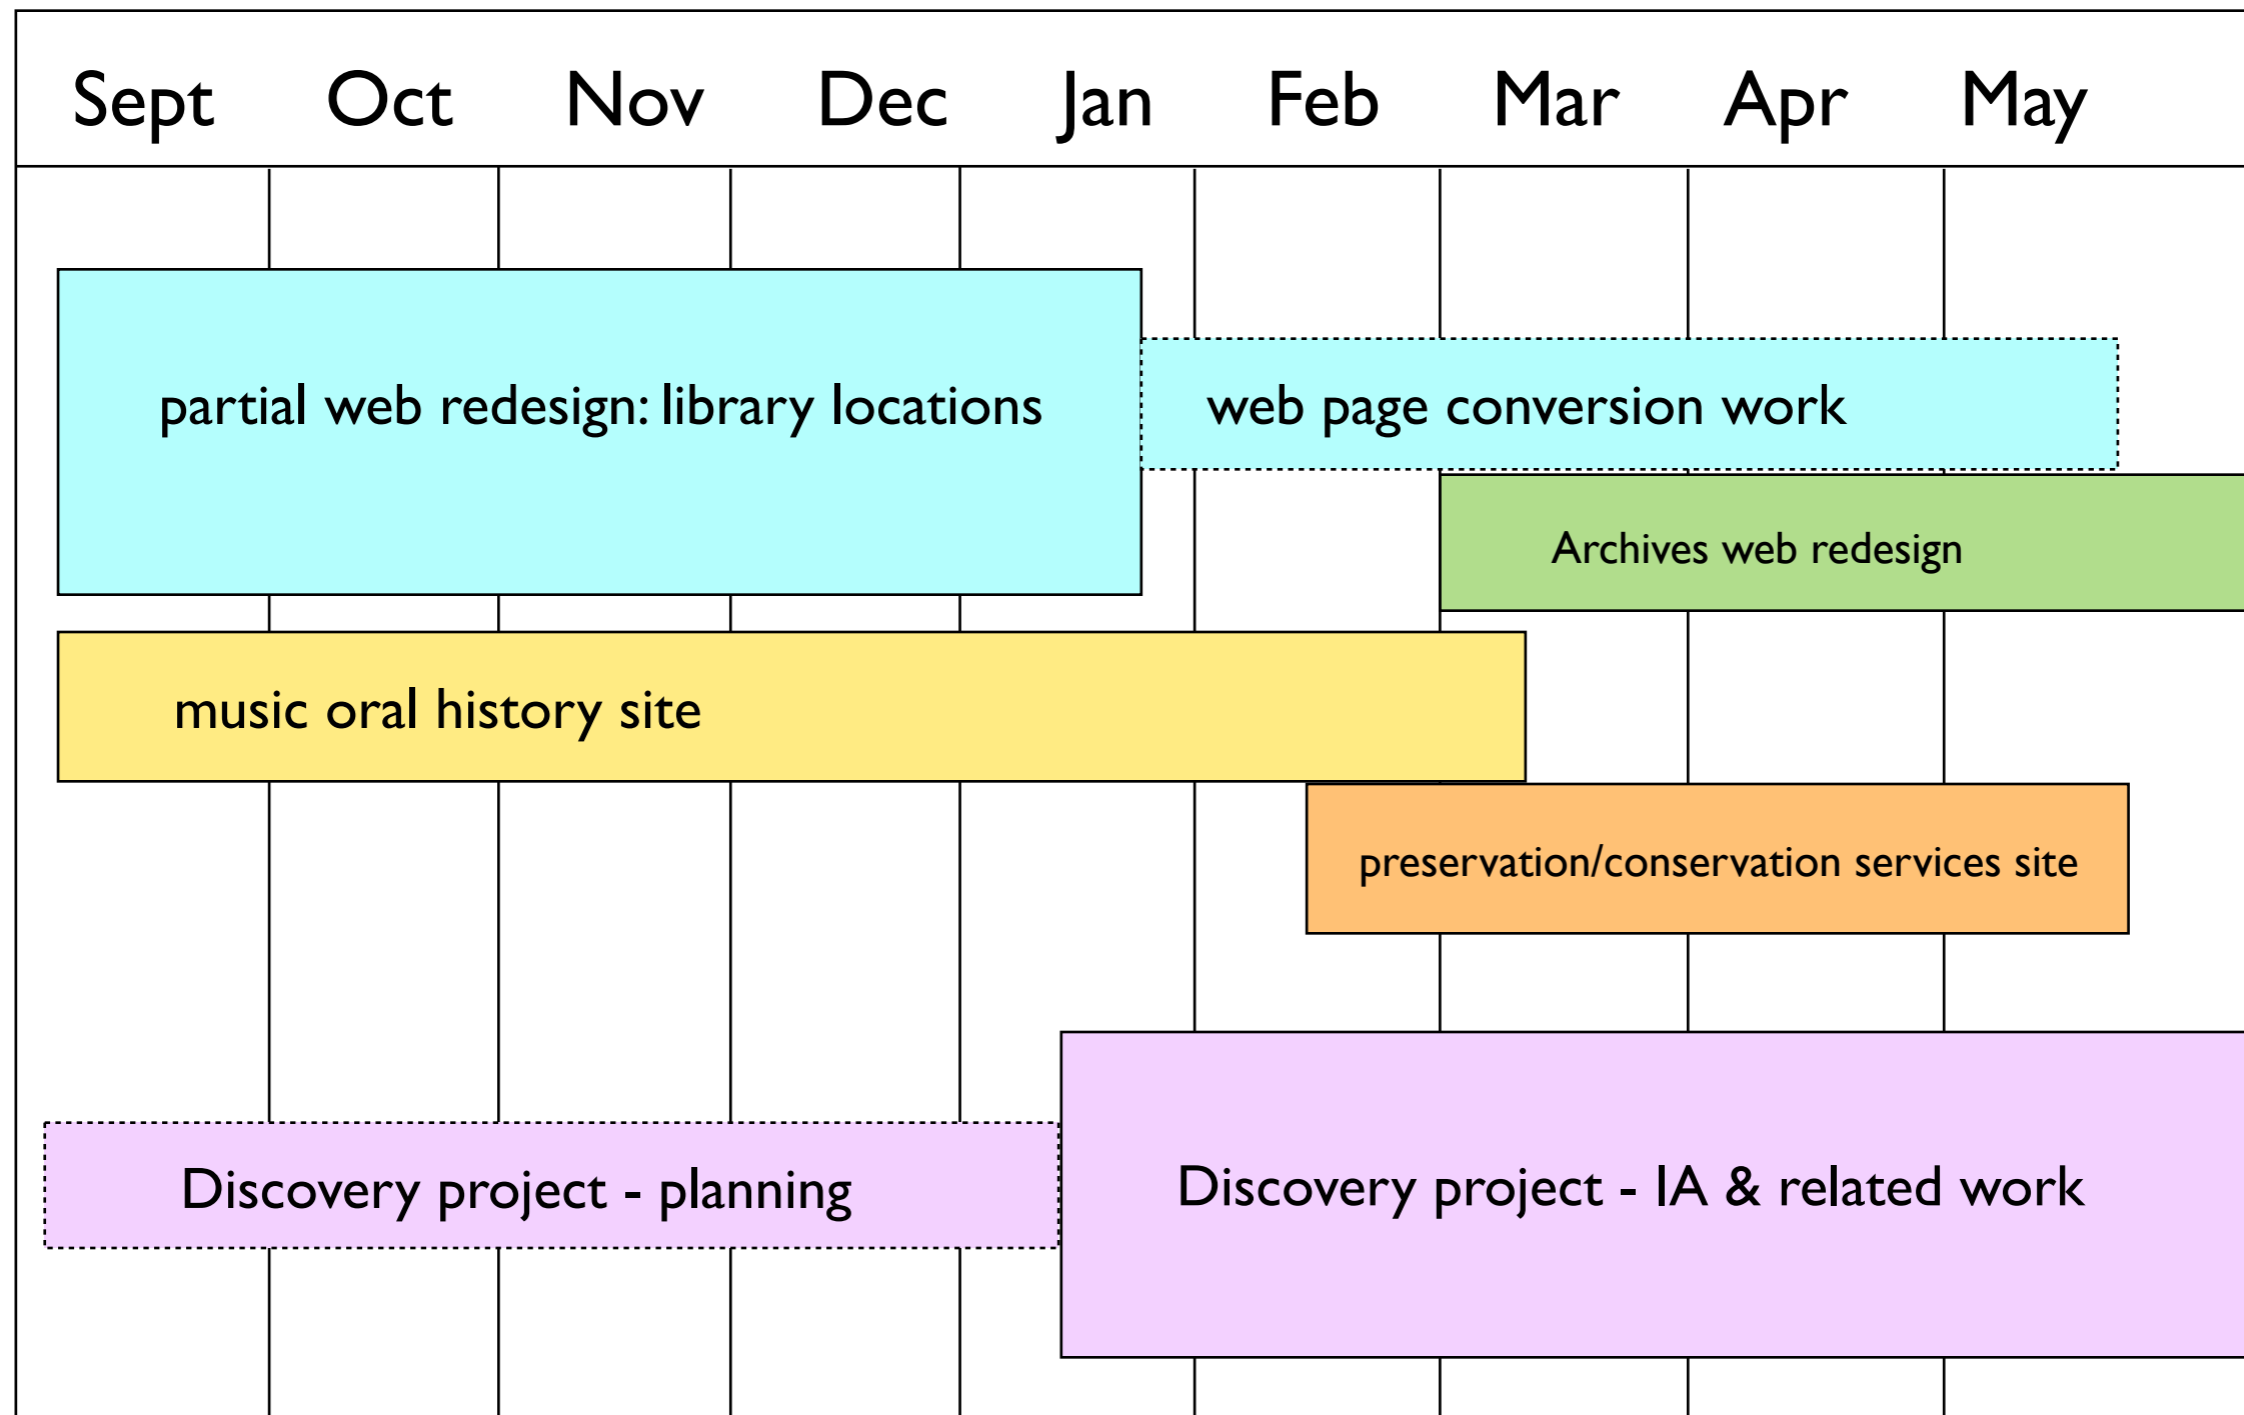 Sept Oct Nov Dec Jan Feb Mar Apr May
partial web redesign: library locations
web page conversion work
Archives web redesign
music oral history site
preservation/conservation services site
Discovery project - planning
Discovery project - IA & related work